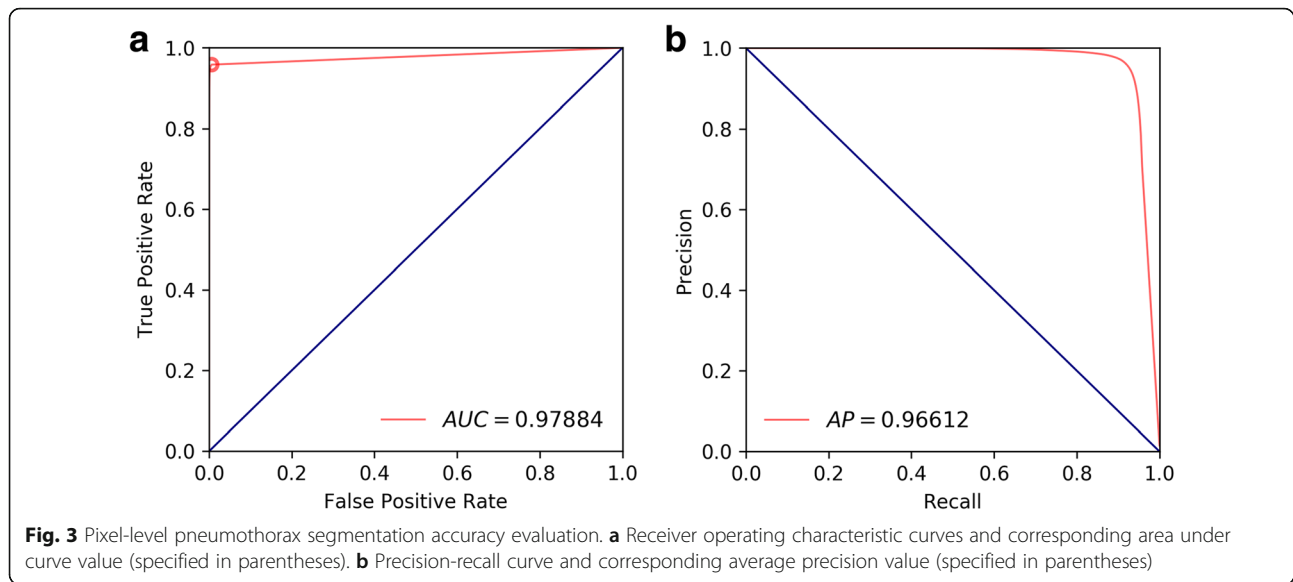 a
1.0
0.8
0.6
0.4
0.2
0.0
True Positive Rate
AUC = 0.97884
0.0 0.2 0.4 0.6 0.8 1.0
False Positive Rate
b
1.0
0.8
0.6
0.4
0.2
0.0
Precision
AP = 0.96612
0.0 0.2 0.4 0.6 0.8 1.0
Recall
Fig. 3 Pixel-level pneumothorax segmentation accuracy evaluation. a Receiver operating characteristic curves and corresponding area under
curve value (specified in parentheses). b Precision-recall curve and corresponding average precision value (specified in parentheses)